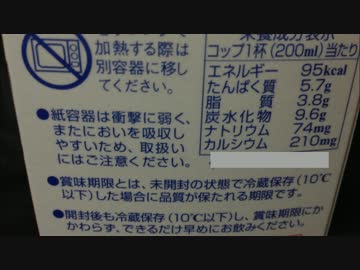 加熱する際は
別容器に移して
ください。
栄養成分表示
コップ1杯(200ml)当たり
エネルギー 95kcal
たんぱく質 5.7g
脂質 3.8g
炭水化物 9.6g
ナトリウム 74mg
カルシウム 210mg
●紙容器は衝撃に弱く、
またにおいを吸収し
やすいため、取扱い
にはご注意ください。
●賞味期限とは、未開封の状態で冷蔵保存(10℃
以下)した場合に品質が保たれる期限です。
●開封後も冷蔵保存(10℃以下)し、賞味期限にか
かわらず、できるだけ早めにお飲みください。